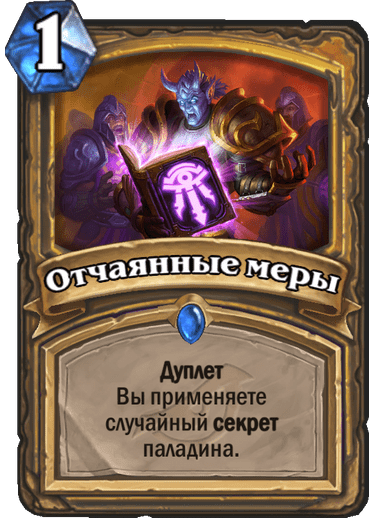 1
Отчаянные меры
Дуплет
Вы применяете
случайный секрет
паладина.